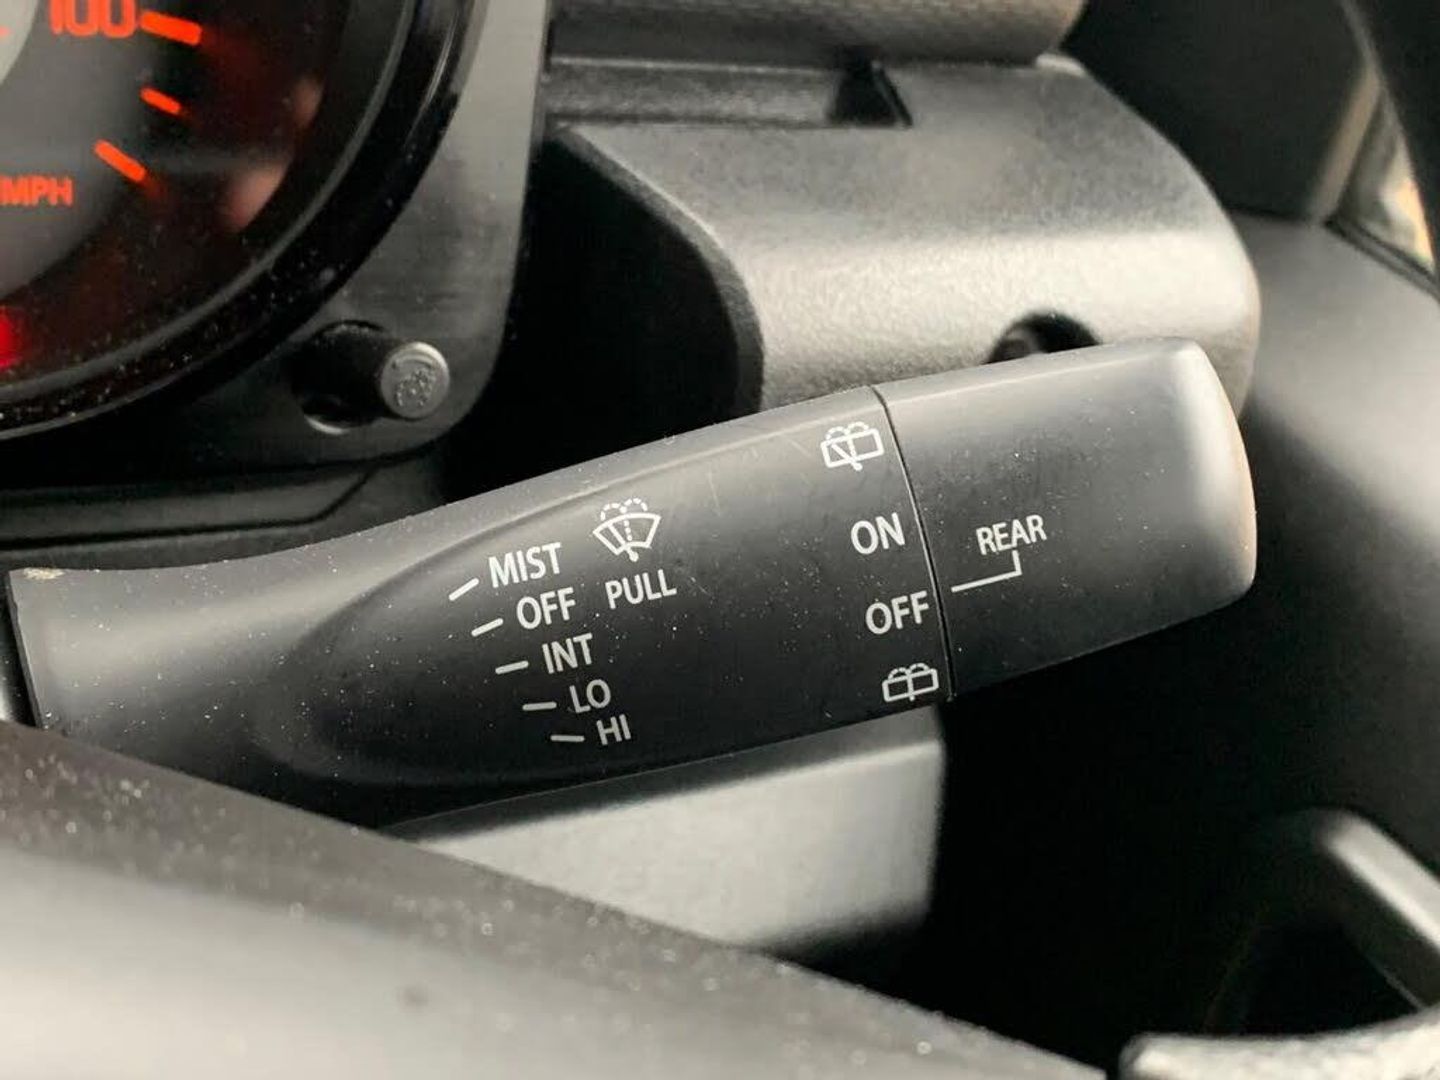 100
MPH
MIST
OFF
PULL
INT
LO
HI
ON
OFF
REAR